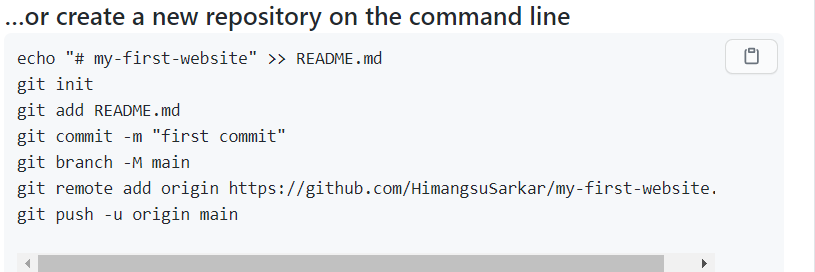 ...or create a new repository on the command line
echo "# my-first-website" >> README.md
git init
git add README.md
git commit -m "first commit"
git branch -M main
git remote add origin https://github.com/HimangsuSarkar/my-first-website.
git push -u origin main